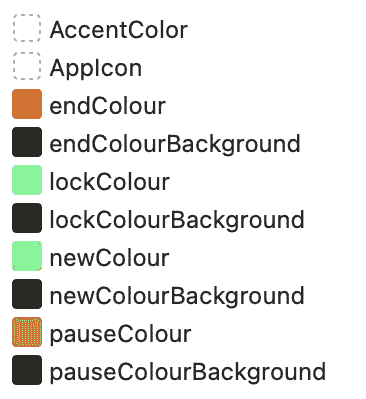 AccentColor
AppIcon
endColour
endColourBackground
lockColour
lockColourBackground
newColour
newColourBackground
pauseColour
pauseColourBackground